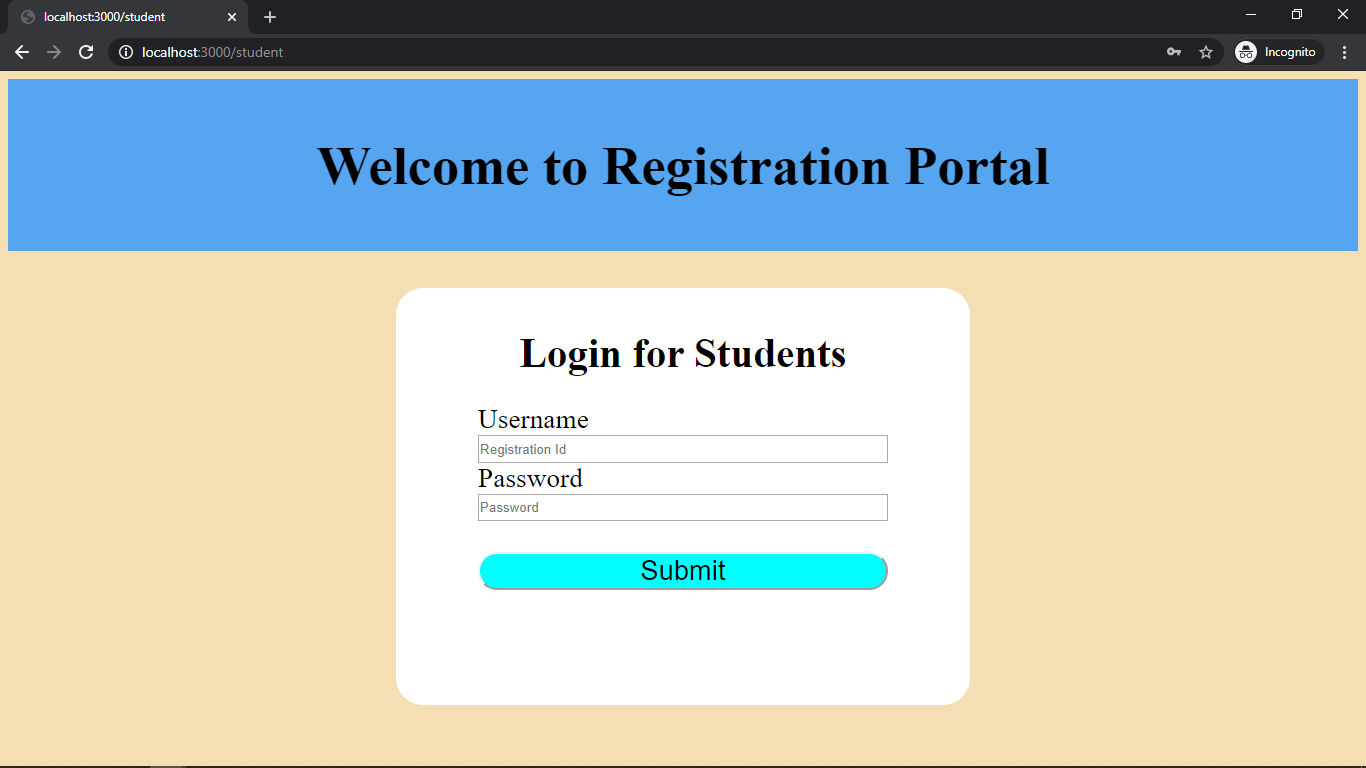 localhost:3000/student
localhost:3000/student
Incognito
Welcome to Registration Portal
Login for Students
Username
Registration Id
Password
Password
Submit